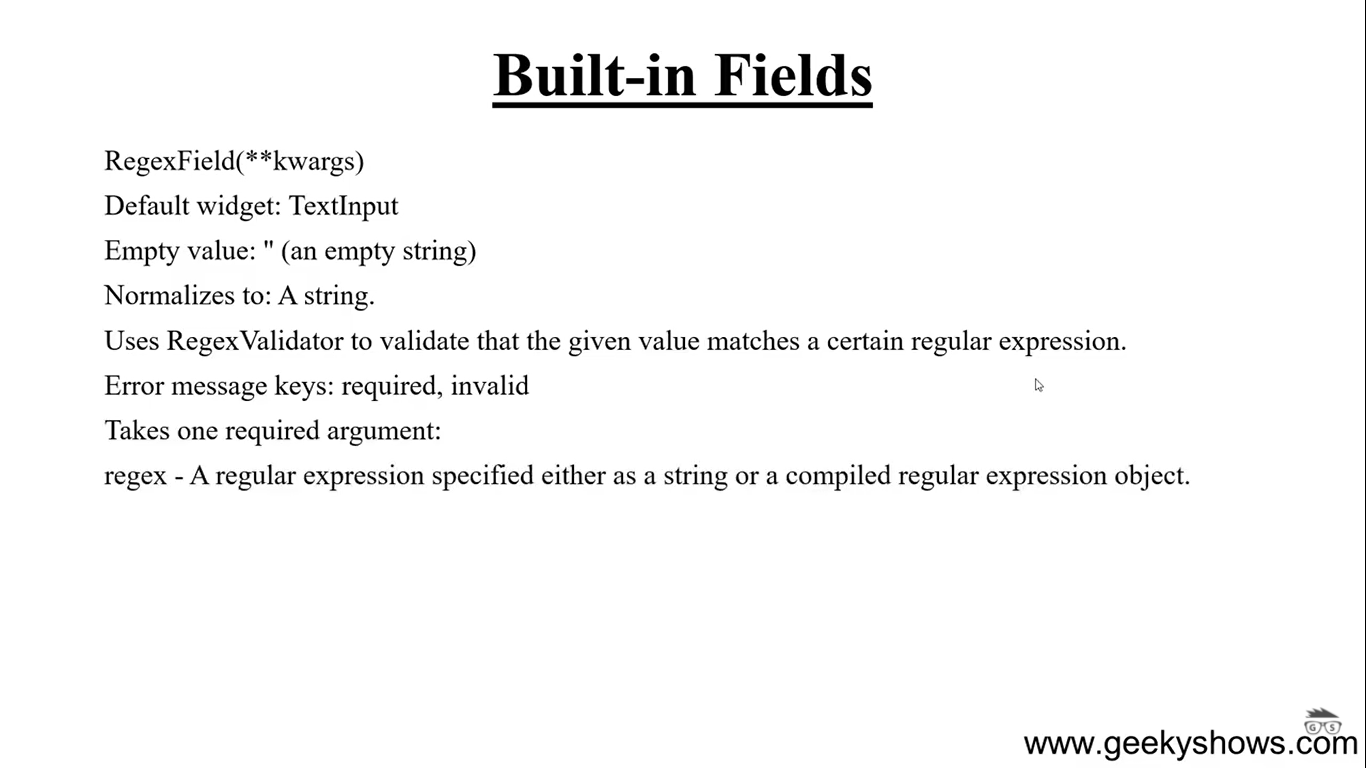 Built-in Fields
RegexField(**kwargs)
Default widget: TextInput
Empty value: '' (an empty string)
Normalizes to: A string.
Uses RegexValidator to validate that the given value matches a certain regular expression.
Error message keys: required, invalid
Takes one required argument:
regex - A regular expression specified either as a string or a compiled regular expression object.
G S
www.geekyshows.com